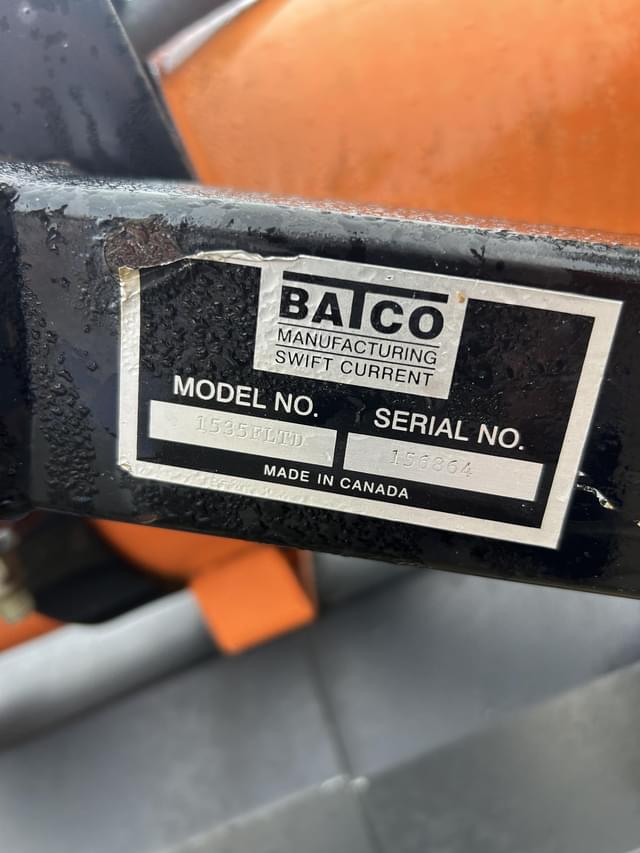 BATCO
MANUFACTURING
SWIFT CURRENT
MODEL NO.
1535FLTD
SERIAL NO.
156864
MADE IN CANADA